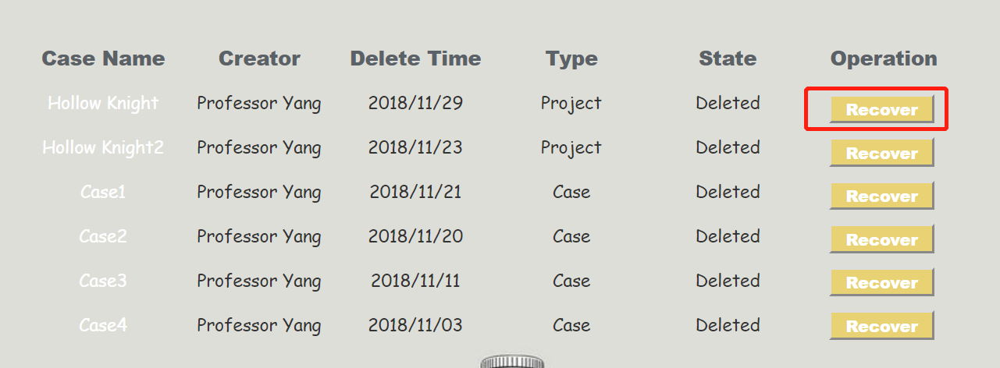 Case Name Creator Delete Time Type State Operation
Hollow Knight Professor Yang 2018/11/29 Project Deleted Recover
Hollow Knight2 Professor Yang 2018/11/23 Project Deleted Recover
Case1 Professor Yang 2018/11/21 Case Deleted Recover
Case2 Professor Yang 2018/11/20 Case Deleted Recover
Case3 Professor Yang 2018/11/11 Case Deleted Recover
Case4 Professor Yang 2018/11/03 Case Deleted Recover